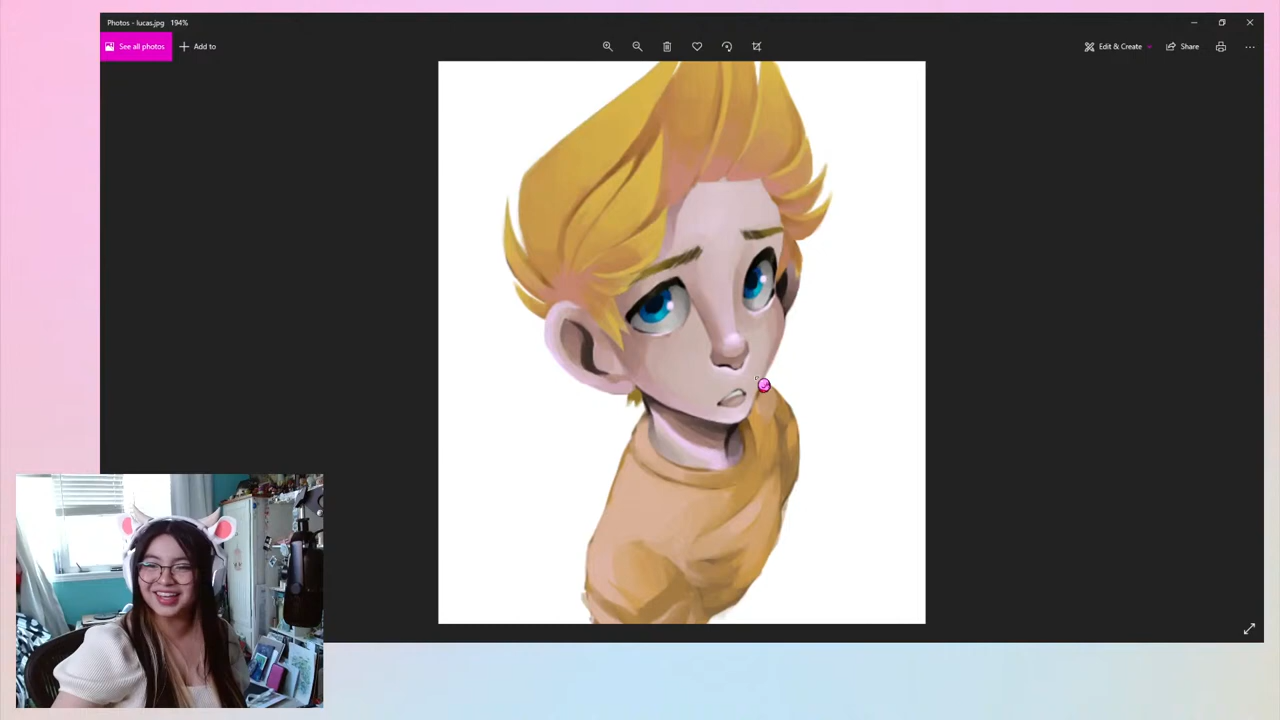 Photos - lucas.jpg 194%
See all photos
Add to
Edit & Create
Share